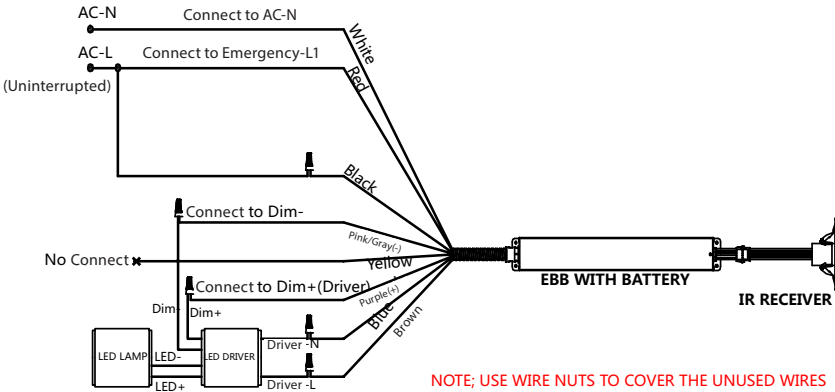 AC-N
Connect to AC-N
AC-L
Connect to Emergency-L1
(Uninterrupted)
White
Red
Black
Connect to Dim-
Pink/Gray(-)
No Connect
Yellow
Connect to Dim+(Driver)
Purple(+)
Blue
Brown
Dim-
Dim+
EBB WITH BATTERY
IR RECEIVER
Driver -N
LED LAMP
LED-
LED DRIVER
LED+
Driver -L
NOTE; USE WIRE NUTS TO COVER THE UNUSED WIRES